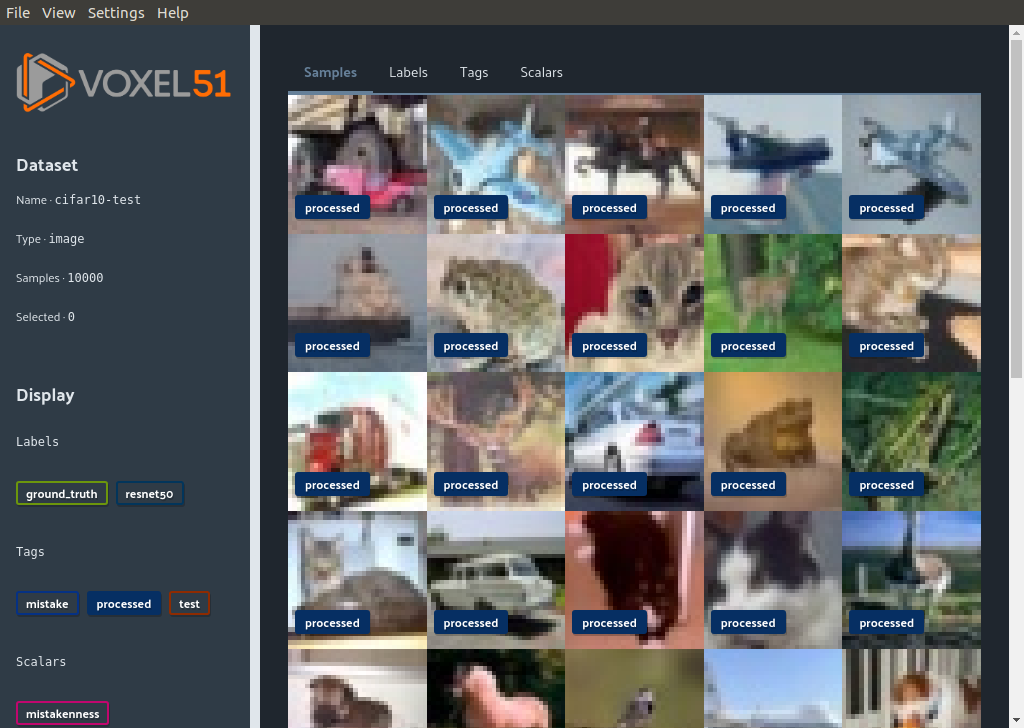 File View Settings Help
VOXEL51
Dataset
Name · cifar10-test
Type · image
Samples · 10000
Selected · 0
Display
Labels
ground_truth resnet50
Tags
mistake processed test
Scalars
mistakenness
Samples Labels Tags Scalars
processed processed processed processed processed
processed processed processed processed processed
processed processed processed processed processed
processed processed processed processed processed